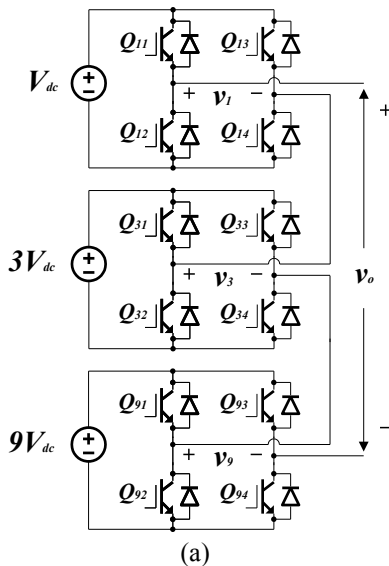 Q11 Q13
Vdc + − v1 +
Q12 Q14
Q31 Q33
3Vdc + − v3 vo
Q32 Q34
Q91 Q93
9Vdc + − v9 −
Q92 Q94
(a)